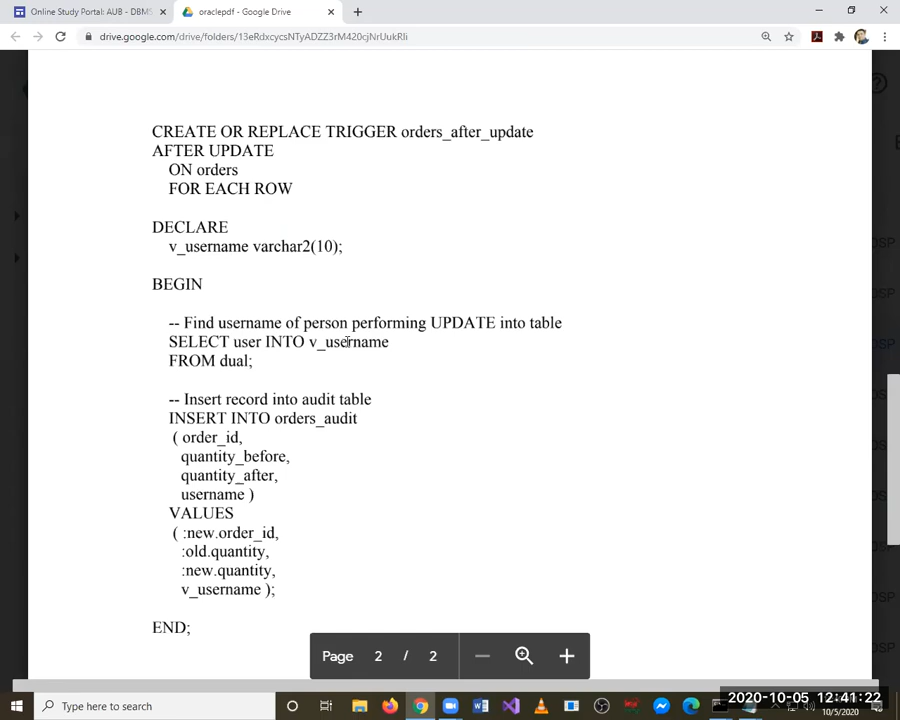 Online Study Portal: AUB - DBMS
oraclepdf - Google Drive
drive.google.com/drive/folders/13eRdxcycsNTyADZZ3rM420cjNrUukRli
CREATE OR REPLACE TRIGGER orders_after_update
AFTER UPDATE
ON orders
FOR EACH ROW
DECLARE
v_username varchar2(10);
BEGIN
-- Find username of person performing UPDATE into table
SELECT user INTO v_username
FROM dual;
-- Insert record into audit table
INSERT INTO orders_audit
( order_id,
quantity_before,
quantity_after,
username )
VALUES
( :new.order_id,
:old.quantity,
:new.quantity,
v_username );
END;
Page 2 / 2
Type here to search
2020-10-05 12:41:22
10/5/2020